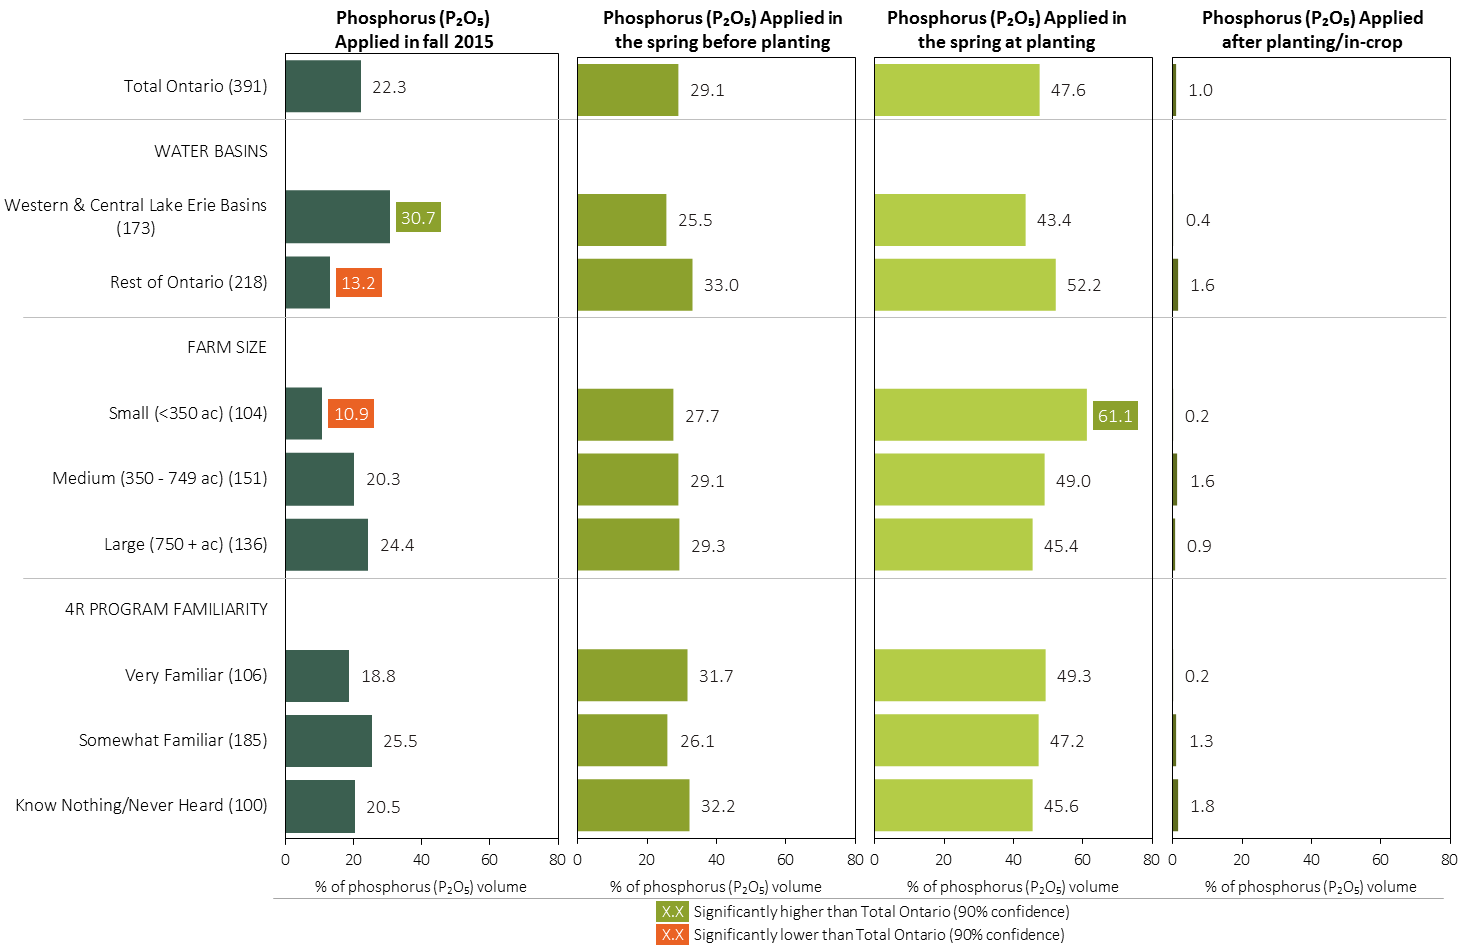 Phosphorus (P₂O₅)
Applied in fall 2015
Phosphorus (P₂O₅) Applied in
the spring before planting
Phosphorus (P₂O₅) Applied in
the spring at planting
Phosphorus (P₂O₅) Applied
after planting/in-crop
Total Ontario (391)
22.3
29.1
47.6
1.0
WATER BASINS
Western & Central Lake Erie Basins
(173)
30.7
25.5
43.4
0.4
Rest of Ontario (218)
13.2
33.0
52.2
1.6
FARM SIZE
Small (<350 ac) (104)
10.9
27.7
61.1
0.2
Medium (350 - 749 ac) (151)
20.3
29.1
49.0
1.6
Large (750 + ac) (136)
24.4
29.3
45.4
0.9
4R PROGRAM FAMILIARITY
Very Familiar (106)
18.8
31.7
49.3
0.2
Somewhat Familiar (185)
25.5
26.1
47.2
1.3
Know Nothing/Never Heard (100)
20.5
32.2
45.6
1.8
0 20 40 60 80
0 20 40 60 80
0 20 40 60 80
0 20 40 60 80
% of phosphorus (P₂O₅) volume
% of phosphorus (P₂O₅) volume
% of phosphorus (P₂O₅) volume
% of phosphorus (P₂O₅) volume
X.X Significantly higher than Total Ontario (90% confidence)
X.X Significantly lower than Total Ontario (90% confidence)